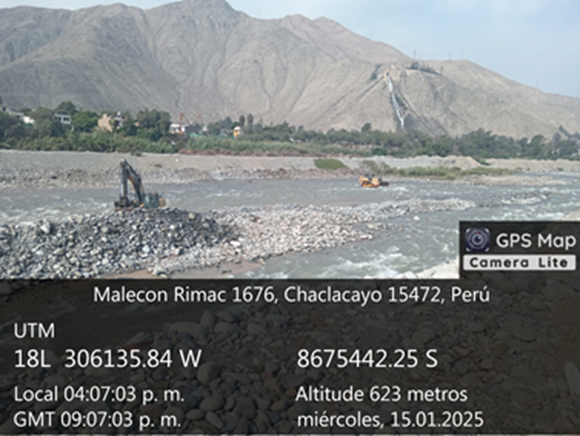 GPS Map
Camera Lite
Malecon Rimac 1676, Chaclacayo 15472, Perú
UTM
18L 306135.84 W 8675442.25 S
Local 04:07:03 p. m. Altitude 623 metros
GMT 09:07:03 p. m. miércoles, 15.01.2025